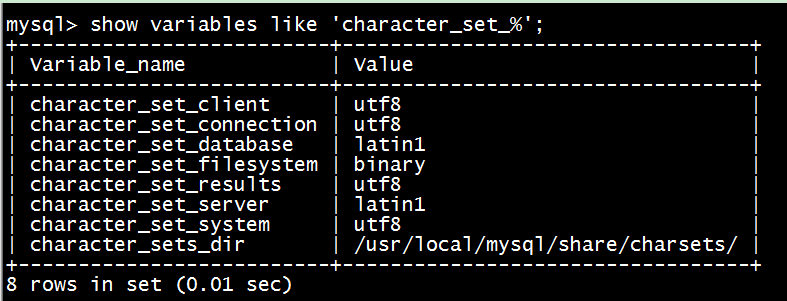 mysql> show variables like 'character_set_%';
+--------------------------+----------------------------------+
| Variable_name            | Value                            |
+--------------------------+----------------------------------+
| character_set_client     | utf8                             |
| character_set_connection | utf8                             |
| character_set_database   | latin1                           |
| character_set_filesystem | binary                           |
| character_set_results    | utf8                             |
| character_set_server     | latin1                           |
| character_set_system     | utf8                             |
| character_sets_dir       | /usr/local/mysql/share/charsets/ |
+--------------------------+----------------------------------+
8 rows in set (0.01 sec)